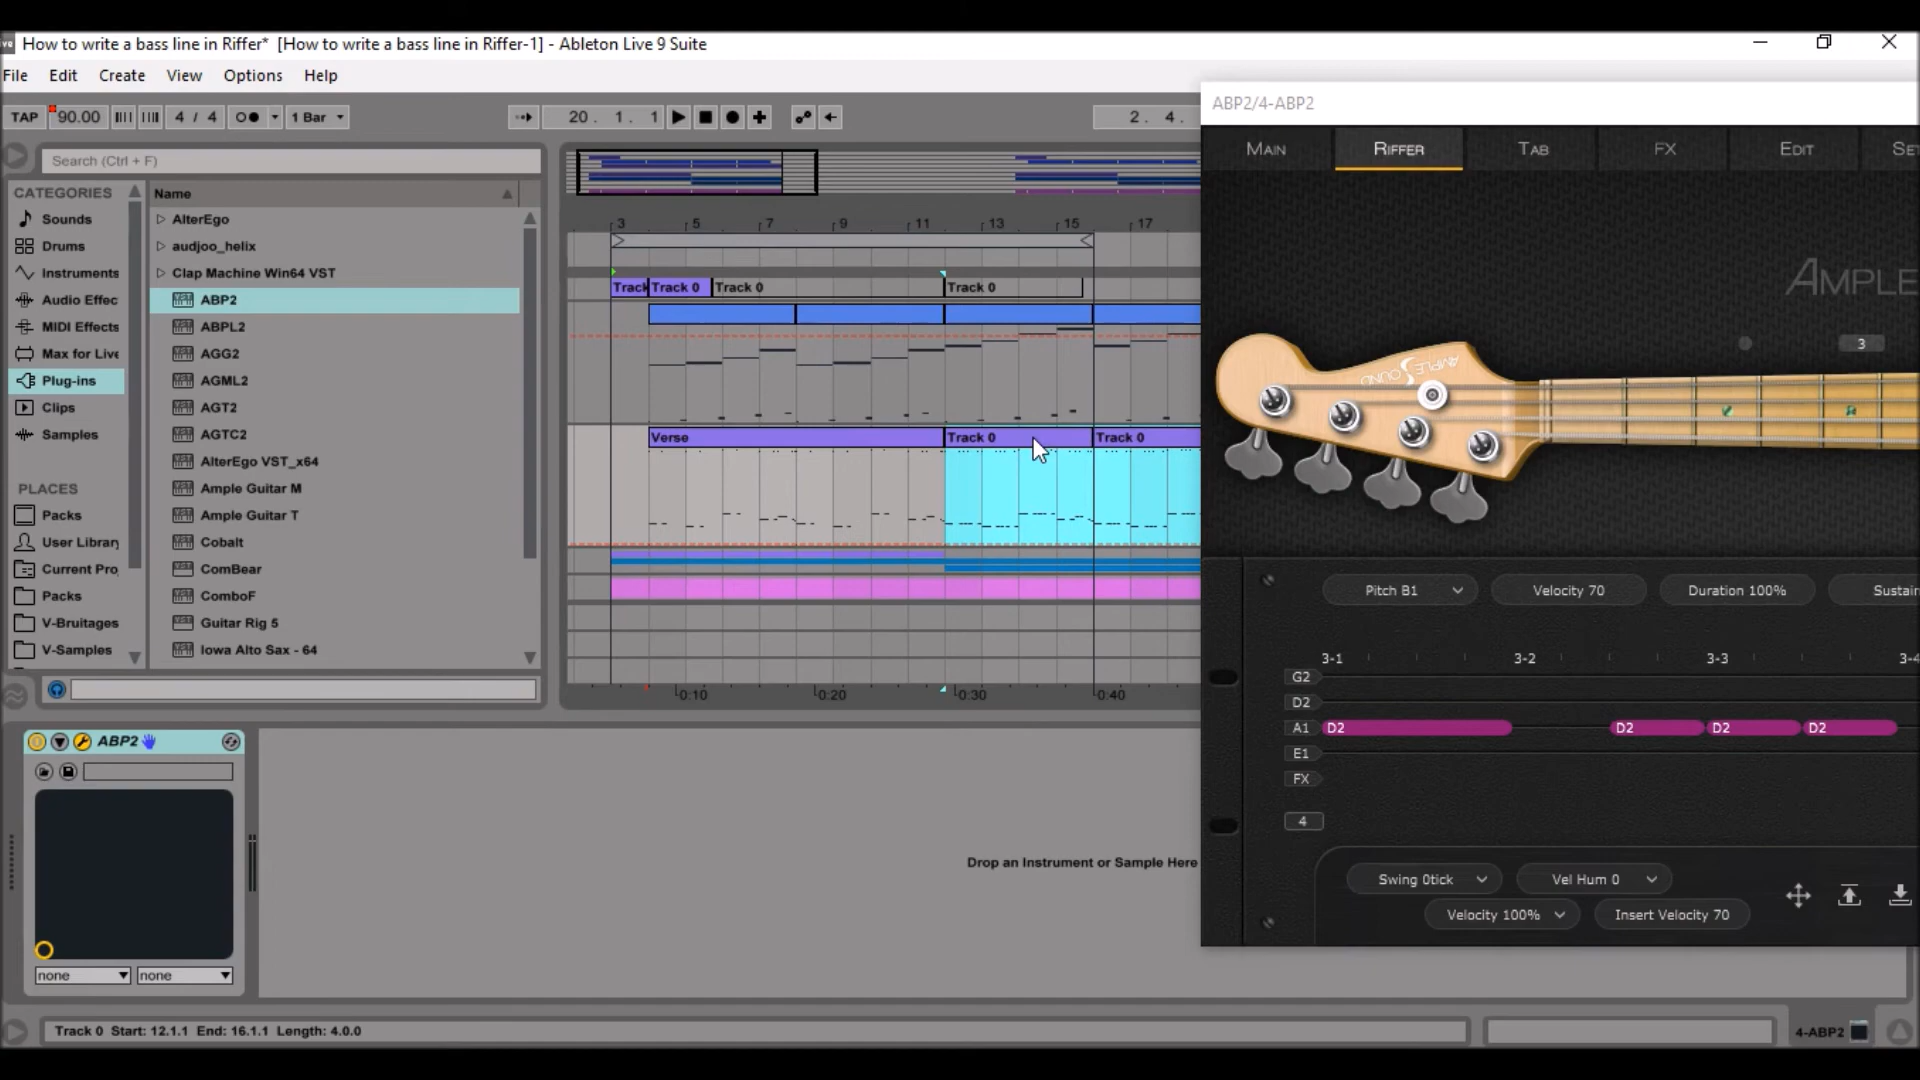 How to write a bass line in Riffer*  [How to write a bass line in Riffer-1] - Ableton Live 9 Suite
File Edit Create View Options Help
TAP 90.00 4 / 4 1 Bar 20. 1. 1 2. 4.
ABP2/4-ABP2
MAIN RIFFER TAB FX EDIT
Search (Ctrl + F)
CATEGORIES
Sounds
Drums
Instruments
Audio Effec
MIDI Effects
Max for Live
Plug-ins
Clips
Samples
PLACES
Packs
User Library
Current Pro
Packs
V-Bruitages
V-Samples
Name
AlterEgo
audjoo_helix
Clap Machine Win64 VST
ABP2
ABPL2
AGG2
AGML2
AGT2
AGTC2
AlterEgo VST_x64
Ample Guitar M
Ample Guitar T
Cobalt
ComBear
ComboF
Guitar Rig 5
Iowa Alto Sax - 64
3 5 7 9 11 13 15 17
Track 0 Track 0 Track 0
Verse Track 0 Track 0
0:10 0:20 0:30 0:40
AMPLE
3
AMPLE SOUND
Pitch B1 Velocity 70 Duration 100% Sustain
3-1 3-2 3-3 3-4
G2
D2
A1 D2 D2 D2 D2
E1
FX
4
Swing 0tick Vel Hum 0
Velocity 100% Insert Velocity 70
ABP2
none none
Drop an Instrument or Sample Here
Track 0 Start: 12.1.1 End: 16.1.1 Length: 4.0.0
4-ABP2